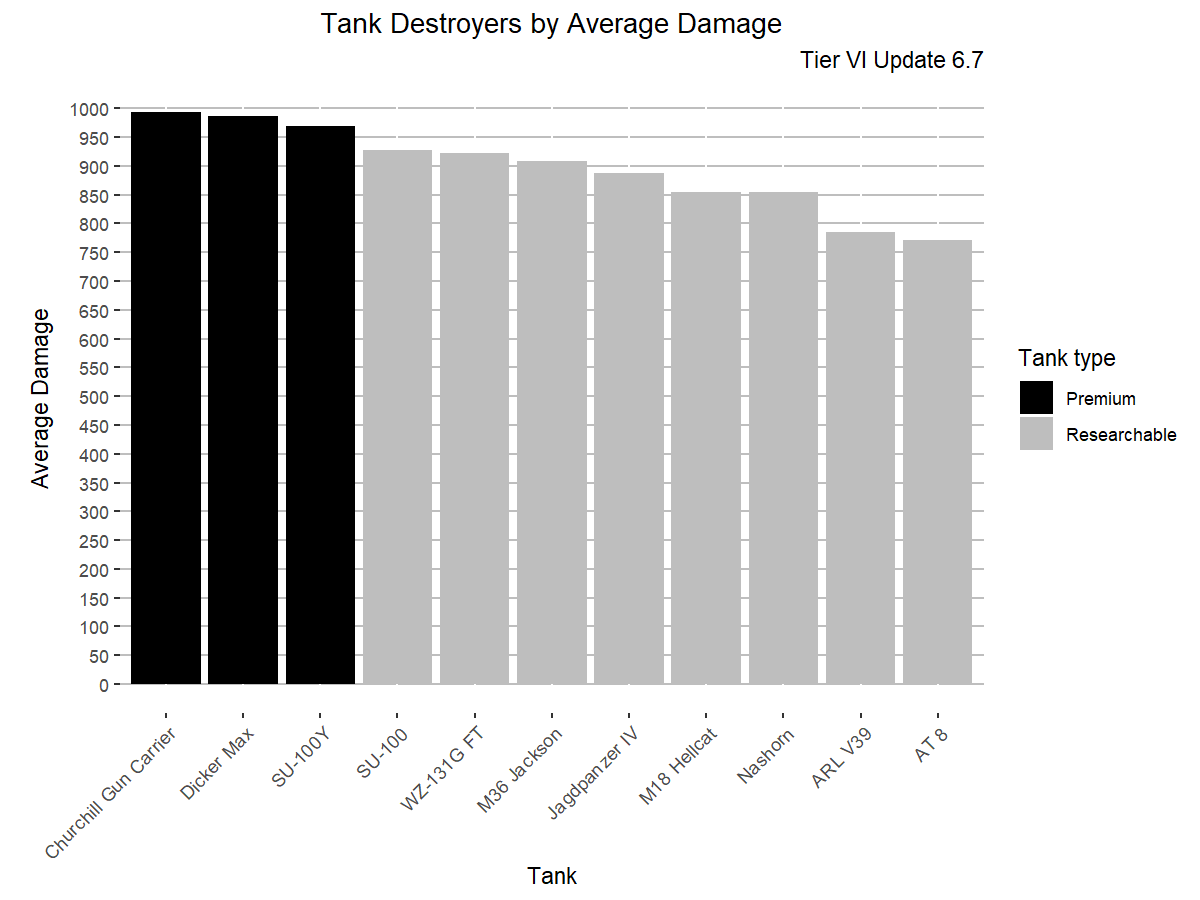 Tank Destroyers by Average Damage
Tier VI Update 6.7
Average Damage
1000
950
900
850
800
750
700
650
600
550
500
450
400
350
300
250
200
150
100
50
0
Churchill Gun Carrier
Dicker Max
SU-100Y
SU-100
WZ-131G FT
M36 Jackson
Jagdpanzer IV
M18 Hellcat
Nashorn
ARL V39
AT 8
Tank
Tank type
Premium
Researchable